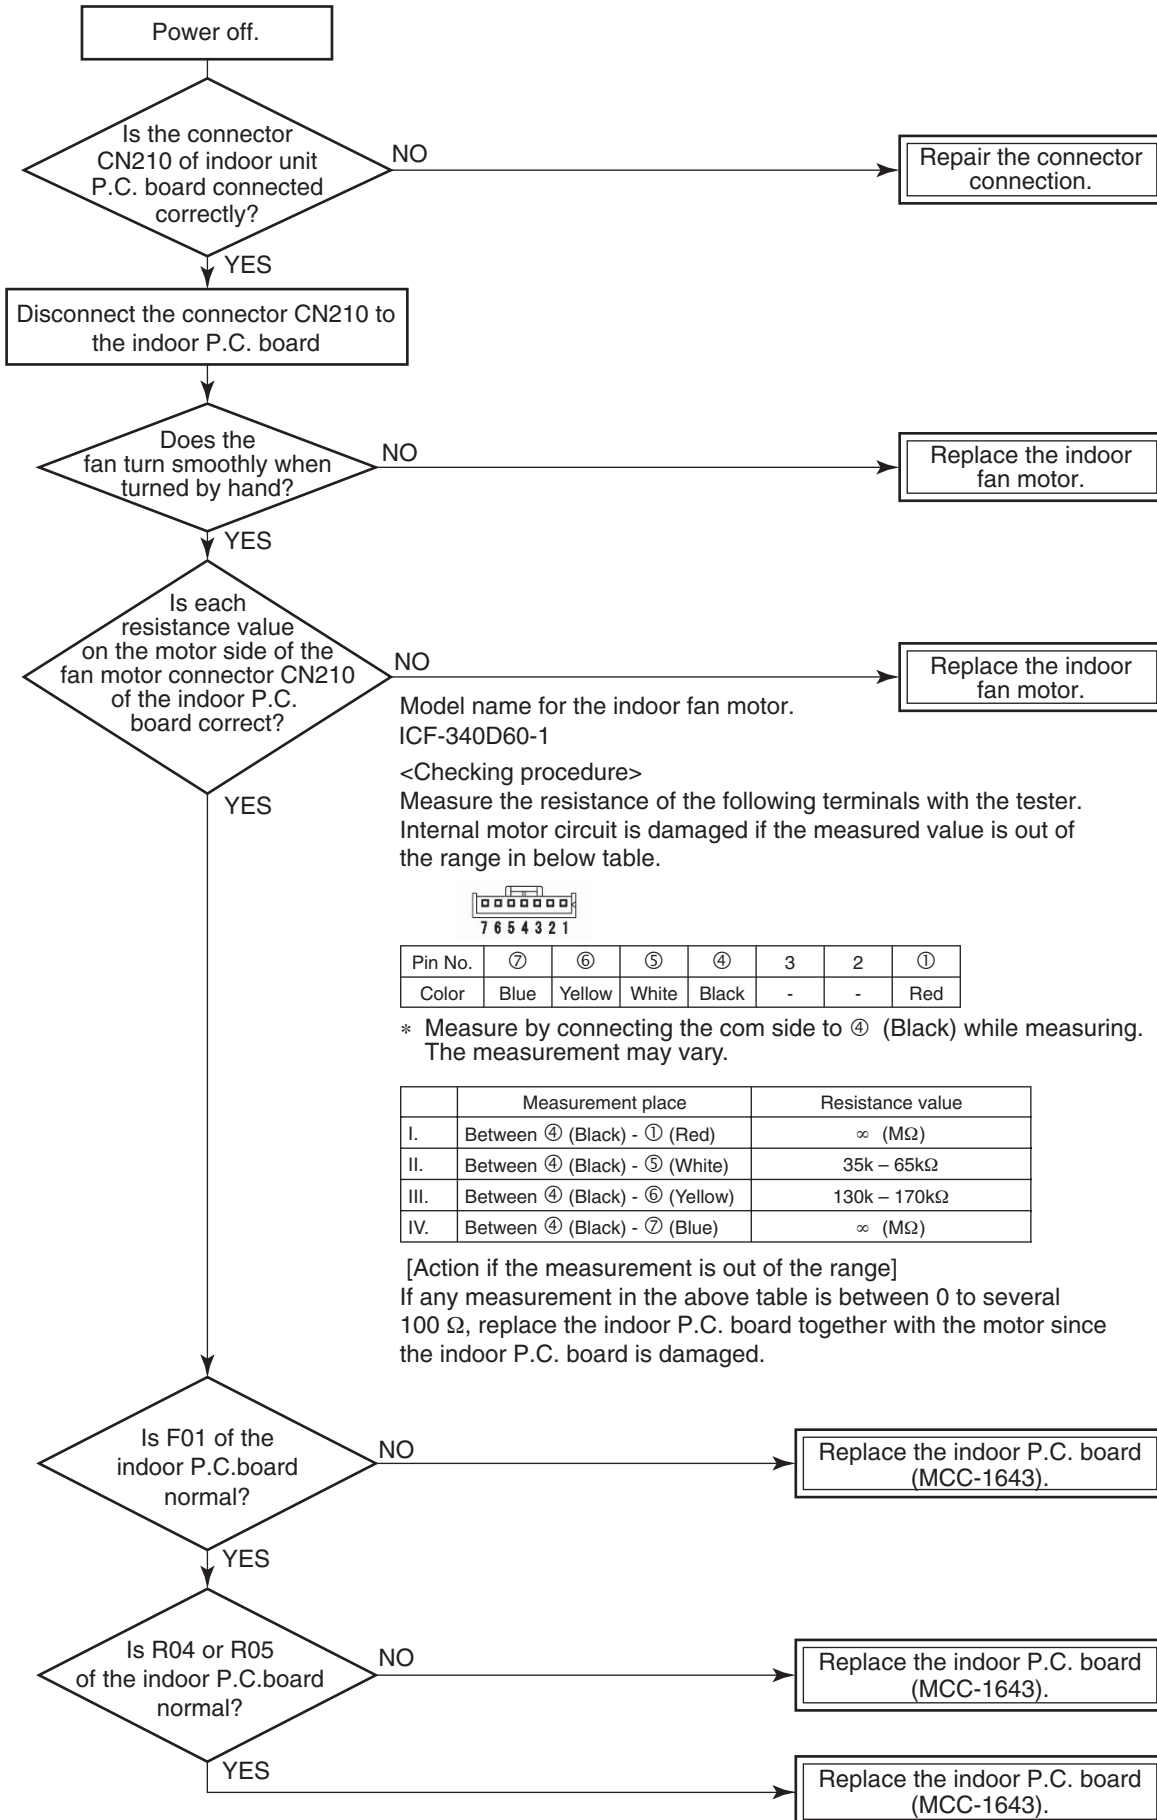 Power off.
Is the connector
CN210 of indoor unit
P.C. board connected
correctly?
NO
Repair the connector
connection.
YES
Disconnect the connector CN210 to
the indoor P.C. board
Does the
fan turn smoothly when
turned by hand?
NO
Replace the indoor
fan motor.
YES
Is each
resistance value
on the motor side of the
fan motor connector CN210
of the indoor P.C.
board correct?
NO
Replace the indoor
fan motor.
YES
Model name for the indoor fan motor.
ICF-340D60-1
<Checking procedure>
Measure the resistance of the following terminals with the tester.
Internal motor circuit is damaged if the measured value is out of
the range in below table.
7 6 5 4 3 2 1
Pin No. ⑦ ⑥ ⑤ ④ 3 2 ①
Color Blue Yellow White Black - - Red
* Measure by connecting the com side to ④ (Black) while measuring.
The measurement may vary.
Measurement place Resistance value
I. Between ④ (Black) - ① (Red) ∞ (MΩ)
II. Between ④ (Black) - ⑤ (White) 35k – 65kΩ
III. Between ④ (Black) - ⑥ (Yellow) 130k – 170kΩ
IV. Between ④ (Black) - ⑦ (Blue) ∞ (MΩ)
[Action if the measurement is out of the range]
If any measurement in the above table is between 0 to several
100 Ω, replace the indoor P.C. board together with the motor since
the indoor P.C. board is damaged.
Is F01 of the
indoor P.C.board
normal?
NO
Replace the indoor P.C. board
(MCC-1643).
YES
Is R04 or R05
of the indoor P.C.board
normal?
NO
Replace the indoor P.C. board
(MCC-1643).
YES
Replace the indoor P.C. board
(MCC-1643).